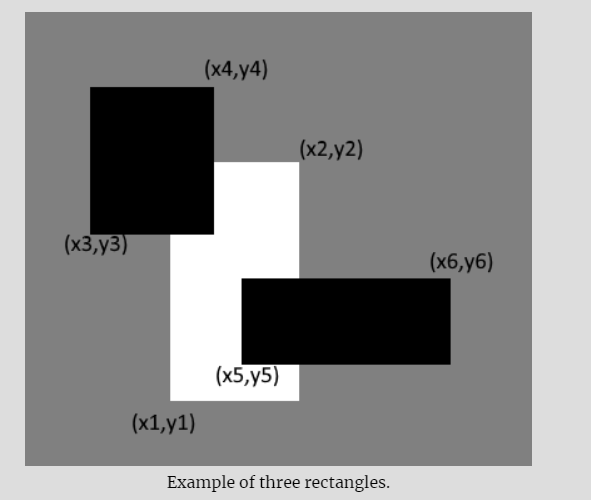 (x4,y4)
(x2,y2)
(x3,y3)
(x6,y6)
(x5,y5)
(x1,y1)
Example of three rectangles.